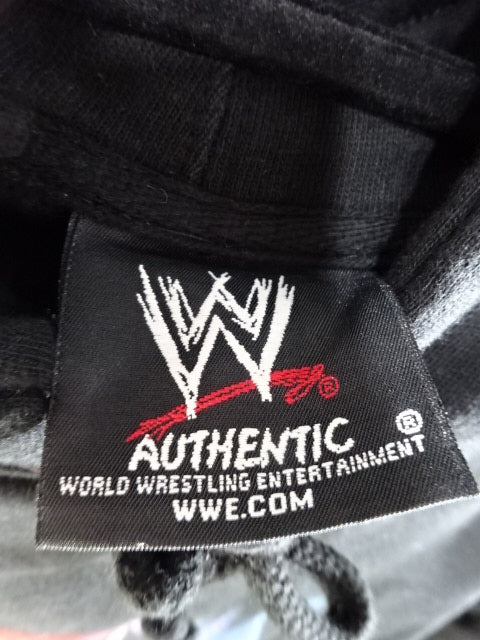 W
®
AUTHENTIC ®
WORLD WRESTLING ENTERTAINMENT
WWE.COM